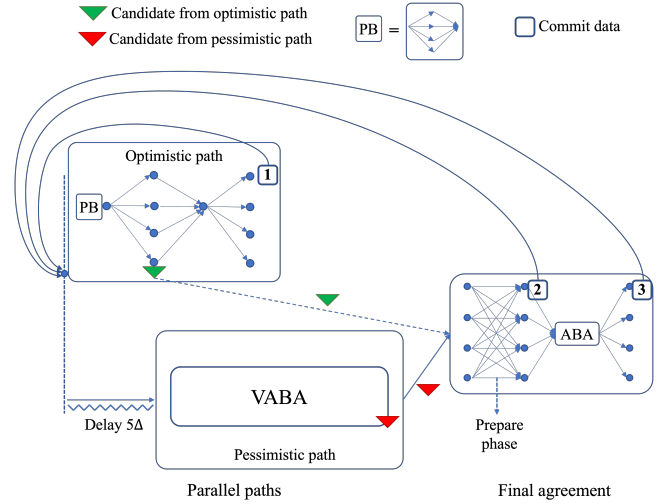 Candidate from optimistic path
Candidate from pessimistic path
PB =
Commit data
Optimistic path
1
PB
2
3
ABA
VABA
Delay 5Δ
Pessimistic path
Prepare
phase
Parallel paths
Final agreement